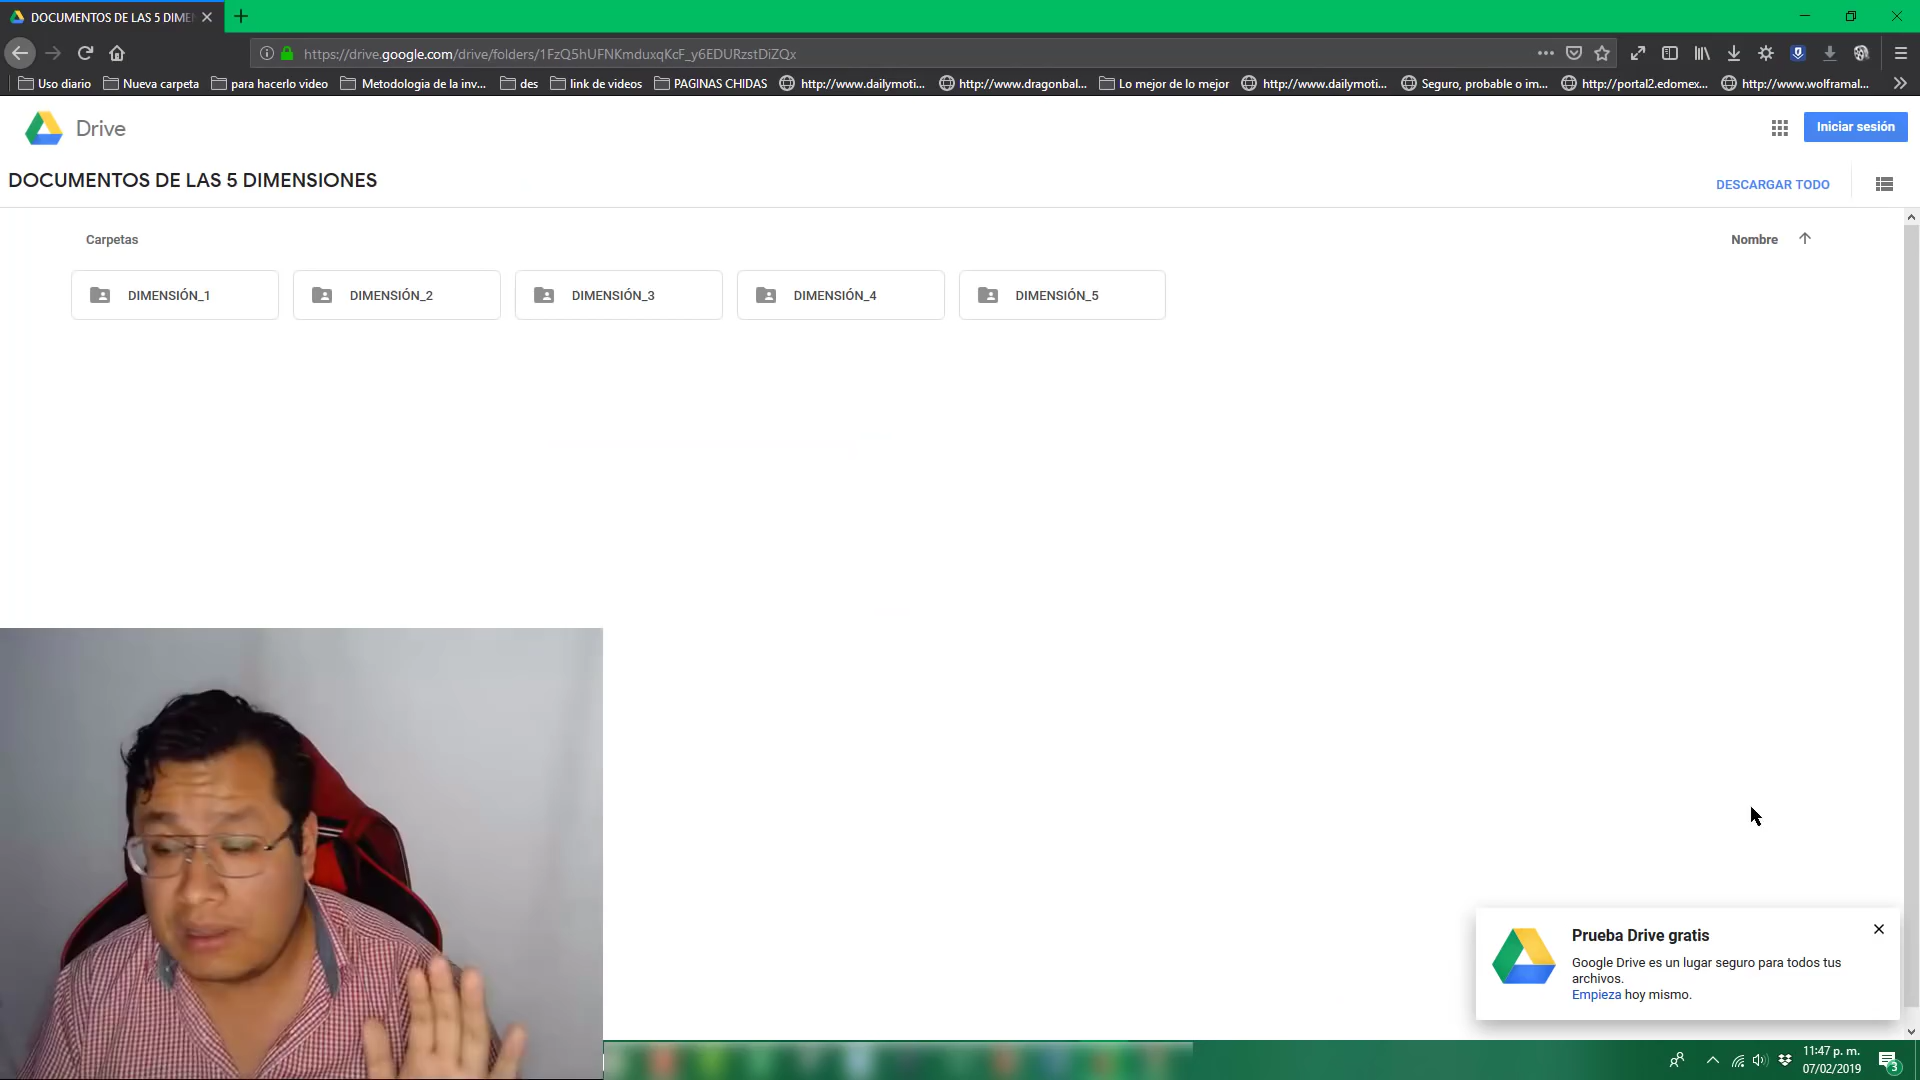 DOCUMENTOS DE LAS 5 DIME
https://drive.google.com/drive/folders/1FzQ5hUFNKmduxqKcF_y6EDURzstDiZQx
Uso diario
Nueva carpeta
para hacerlo video
Metodologia de la inv...
des
link de videos
PAGINAS CHIDAS
http://www.dailymoti...
http://www.dragonbal...
Lo mejor de lo mejor
http://www.dailymoti...
Seguro, probable o im...
http://portal2.edomex...
http://www.wolframal...
Drive
Iniciar sesión
DOCUMENTOS DE LAS 5 DIMENSIONES
DESCARGAR TODO
Carpetas
Nombre
DIMENSIÓN_1
DIMENSIÓN_2
DIMENSIÓN_3
DIMENSIÓN_4
DIMENSIÓN_5
Prueba Drive gratis
Google Drive es un lugar seguro para todos tus
archivos.
Empieza hoy mismo.
11:47 p. m.
07/02/2019
3